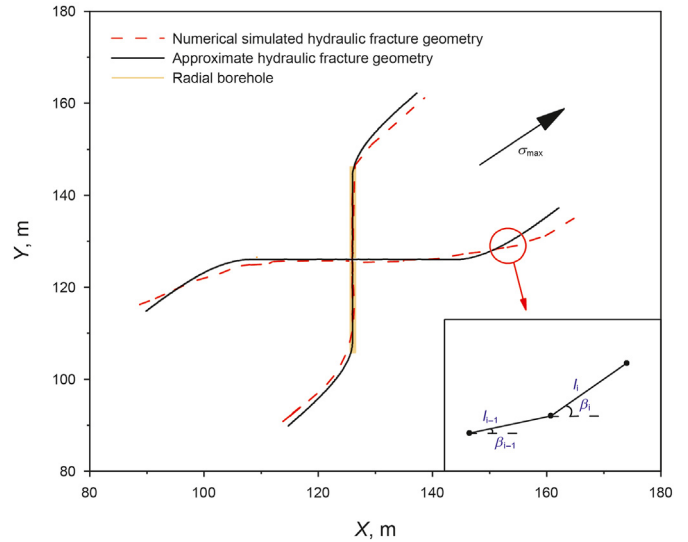 180
160
140
120
100
80
80
100
120
140
160
180
Y, m
X, m
Numerical simulated hydraulic fracture geometry
Approximate hydraulic fracture geometry
Radial borehole
σmax
li
βi
li−1
βi−1